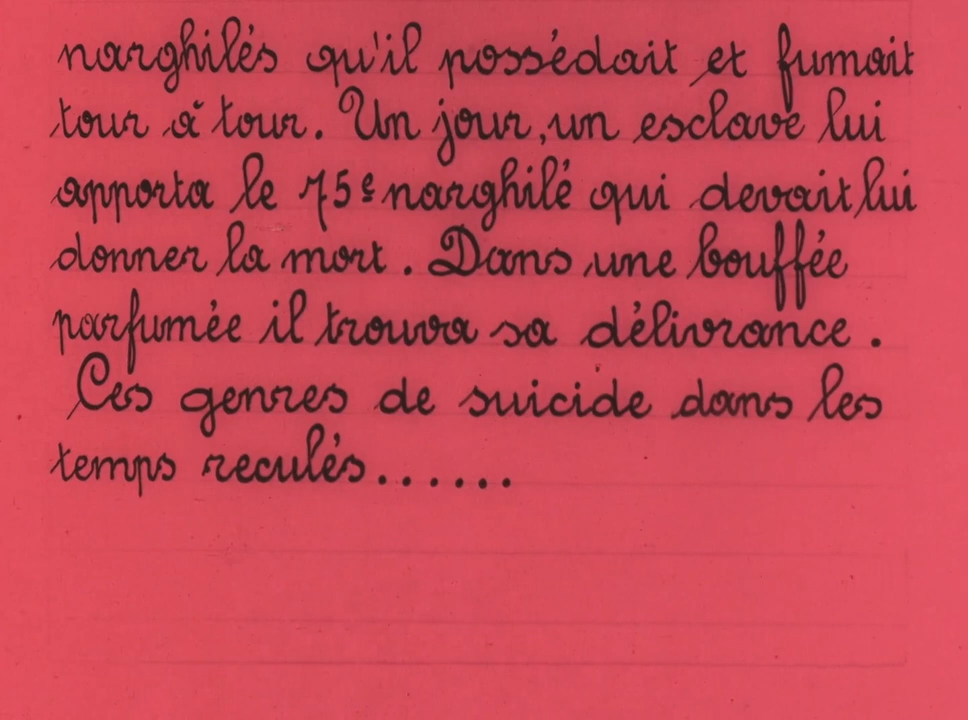 narghilés qu'il possédait et fumait
tour à tour. Un jour, un esclave lui
apporta le 75e narghilé qui devait lui
donner la mort. Dans une bouffée
parfumée il trouva sa délivrance.
Ces genres de suicide dans les
temps reculés......